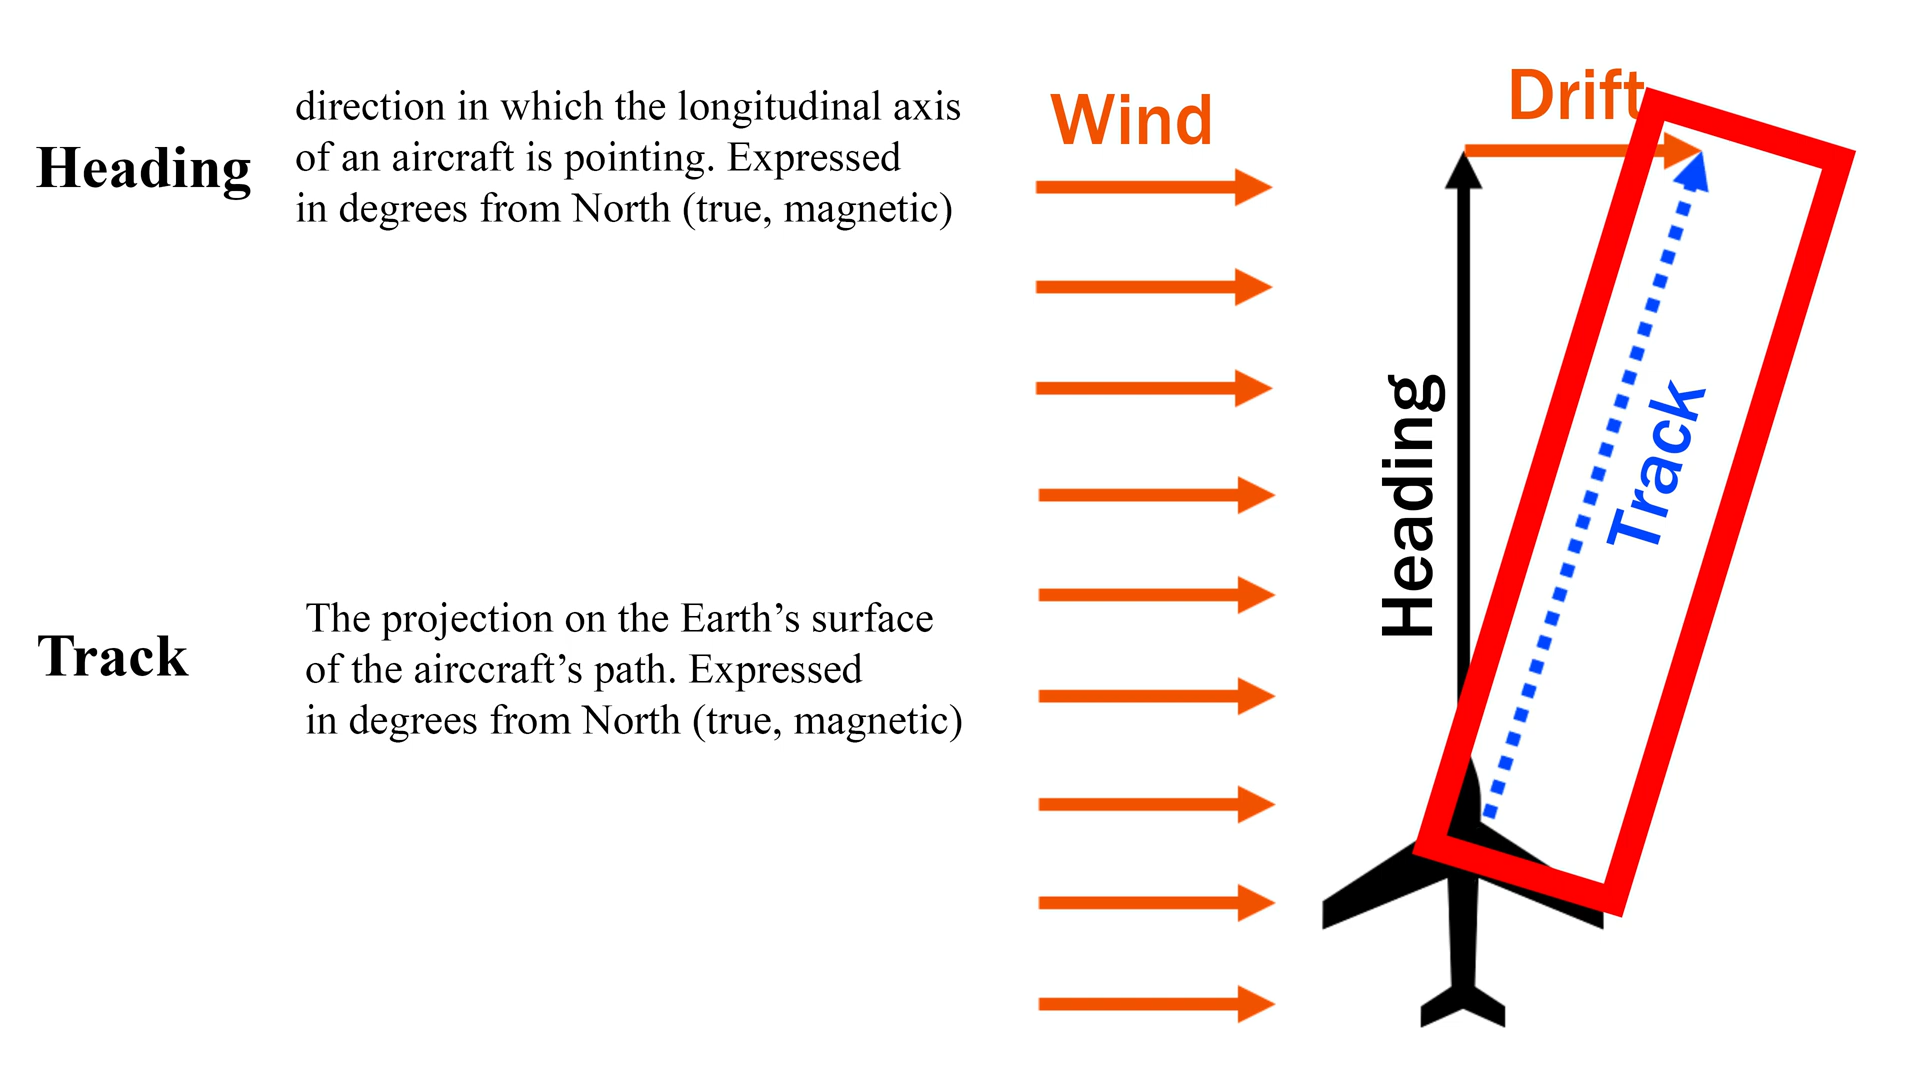 Heading
direction in which the longitudinal axis
of an aircraft is pointing. Expressed
in degrees from North (true, magnetic)
Track
The projection on the Earth’s surface
of the airccraft’s path. Expressed
in degrees from North (true, magnetic)
Wind
Drift
Heading
Track